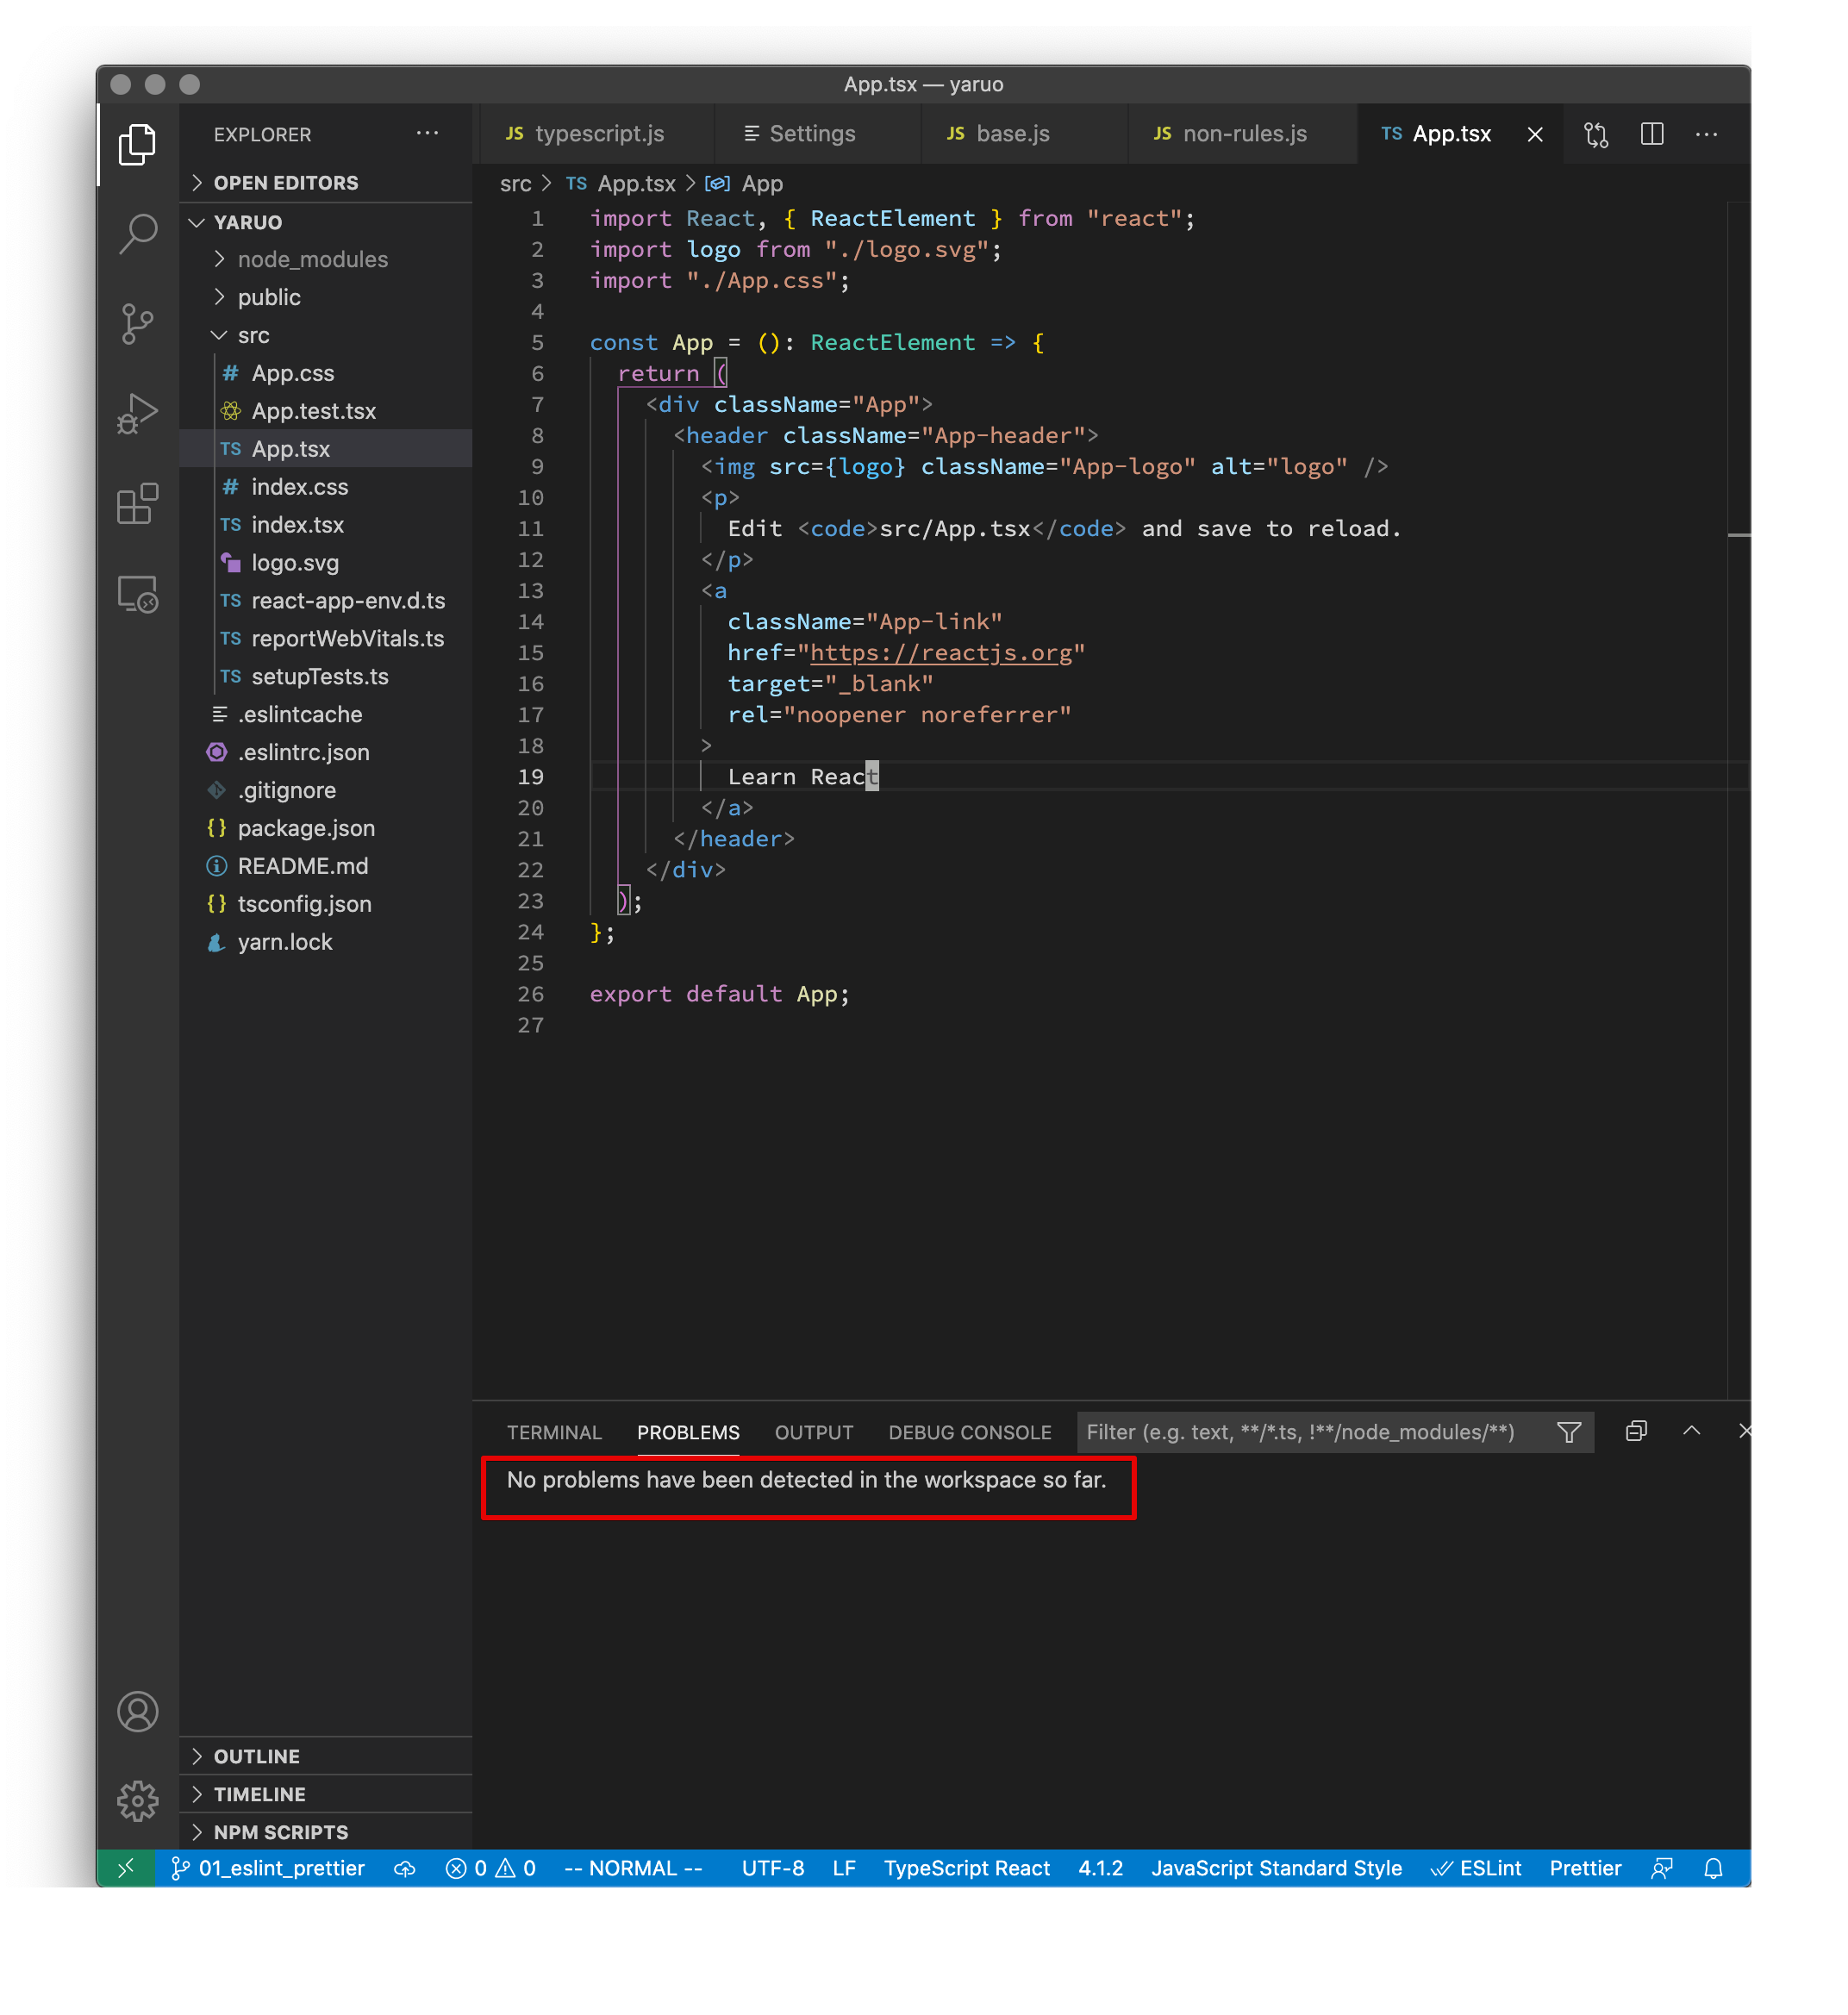 App.tsx — yaruo
EXPLORER
OPEN EDITORS
YARUO
node_modules
public
src
App.css
App.test.tsx
TS App.tsx
index.css
TS index.tsx
logo.svg
TS react-app-env.d.ts
TS reportWebVitals.ts
TS setupTests.ts
.eslintcache
.eslintrc.json
.gitignore
{} package.json
README.md
{} tsconfig.json
yarn.lock
OUTLINE
TIMELINE
NPM SCRIPTS
JS typescript.js
Settings
JS base.js
JS non-rules.js
TS App.tsx
src > TS App.tsx > App
1 import React, { ReactElement } from "react";
2 import logo from "./logo.svg";
3 import "./App.css";
4
5 const App = (): ReactElement => {
6 return (
7 <div className="App">
8 <header className="App-header">
9 <img src={logo} className="App-logo" alt="logo" />
10 <p>
11 Edit <code>src/App.tsx</code> and save to reload.
12 </p>
13 <a
14 className="App-link"
15 href="https://reactjs.org"
16 target="_blank"
17 rel="noopener noreferrer"
18 >
19 Learn React
20 </a>
21 </header>
22 </div>
23 );
24 };
25
26 export default App;
27
TERMINAL PROBLEMS OUTPUT DEBUG CONSOLE Filter (e.g. text, **/*.ts, !**/node_modules/**)
No problems have been detected in the workspace so far.
01_eslint_prettier 0 0 -- NORMAL -- UTF-8 LF TypeScript React 4.1.2 JavaScript Standard Style ESLint Prettier